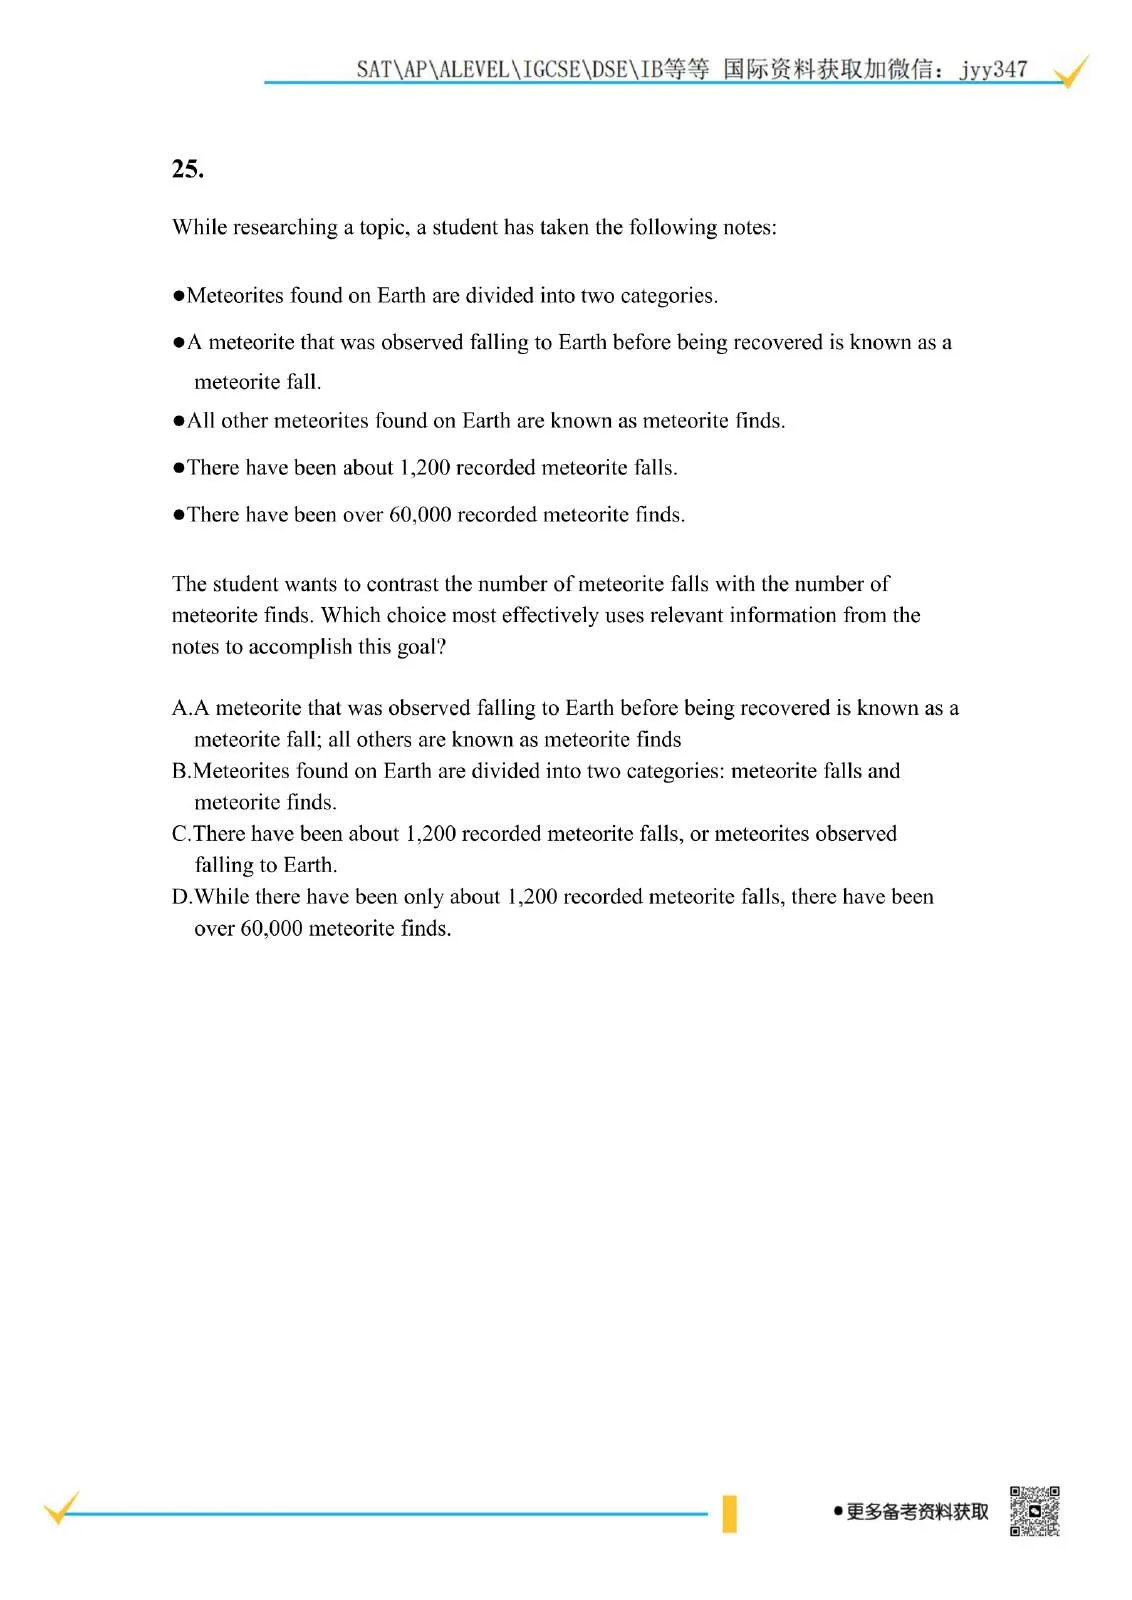 SAT\AP\ALEVEL\IGCSE\DSE\IB等等 国际资料获取加微信：jyy347
25.
While researching a topic, a student has taken the following notes:
●Meteorites found on Earth are divided into two categories.
●A meteorite that was observed falling to Earth before being recovered is known as a
meteorite fall.
●All other meteorites found on Earth are known as meteorite finds.
●There have been about 1,200 recorded meteorite falls.
●There have been over 60,000 recorded meteorite finds.
The student wants to contrast the number of meteorite falls with the number of
meteorite finds. Which choice most effectively uses relevant information from the
notes to accomplish this goal?
A.A meteorite that was observed falling to Earth before being recovered is known as a
meteorite fall; all others are known as meteorite finds
B.Meteorites found on Earth are divided into two categories: meteorite falls and
meteorite finds.
C.There have been about 1,200 recorded meteorite falls, or meteorites observed
falling to Earth.
D.While there have been only about 1,200 recorded meteorite falls, there have been
over 60,000 meteorite finds.
●更多备考资料获取